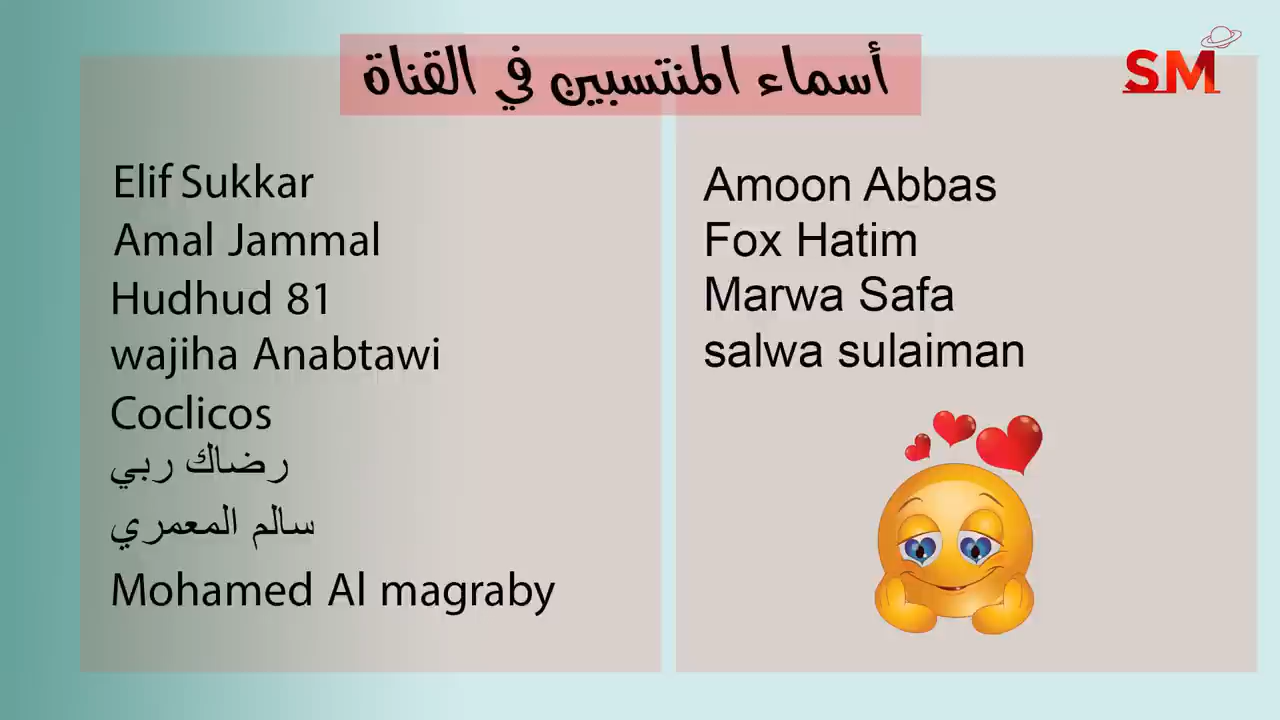 أسماء المنتسبين في القناة
SM
Elif Sukkar
Amal Jammal
Hudhud 81
wajiha Anabtawi
Coclicos
رضاك ربي
سالم المعمري
Mohamed Al magraby
Amoon Abbas
Fox Hatim
Marwa Safa
salwa sulaiman